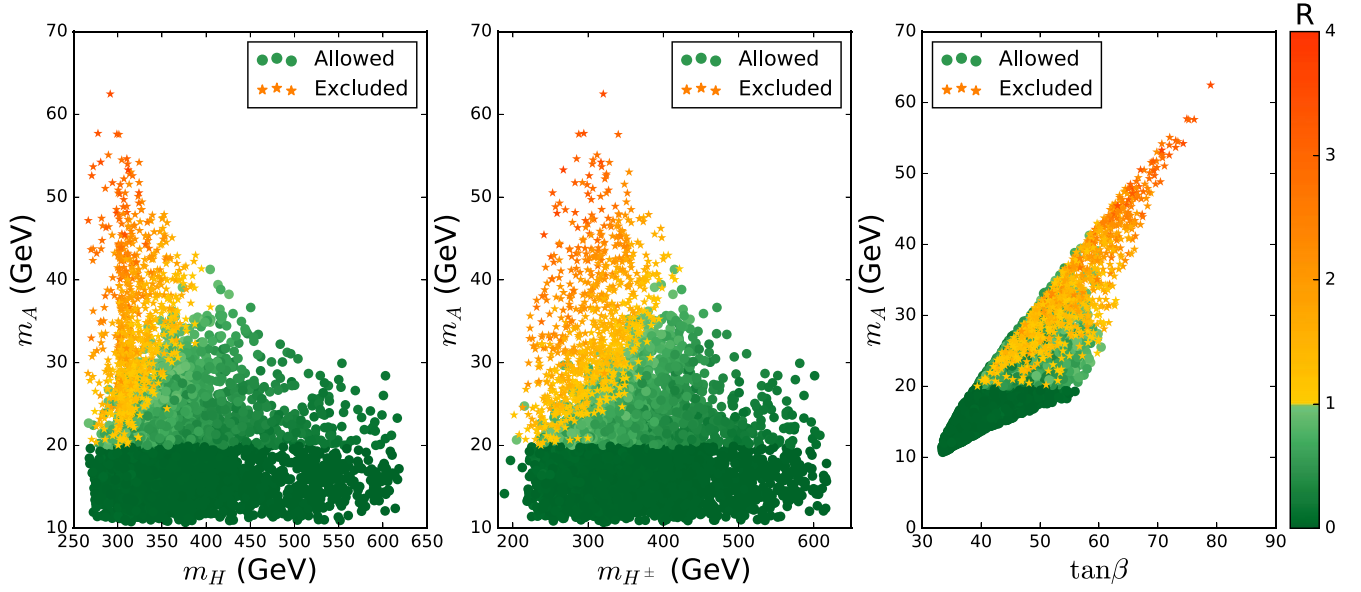 R
70
60
50
40
30
20
10
250 300 350 400 450 500 550 600 650
m_A (GeV)
m_H (GeV)
Allowed
Excluded
70
60
50
40
30
20
10
200 300 400 500 600
m_A (GeV)
m_{H^±} (GeV)
Allowed
Excluded
70
60
50
40
30
20
10
0
30 40 50 60 70 80 90
m_A (GeV)
tanβ
Allowed
Excluded
4
3
2
1
0